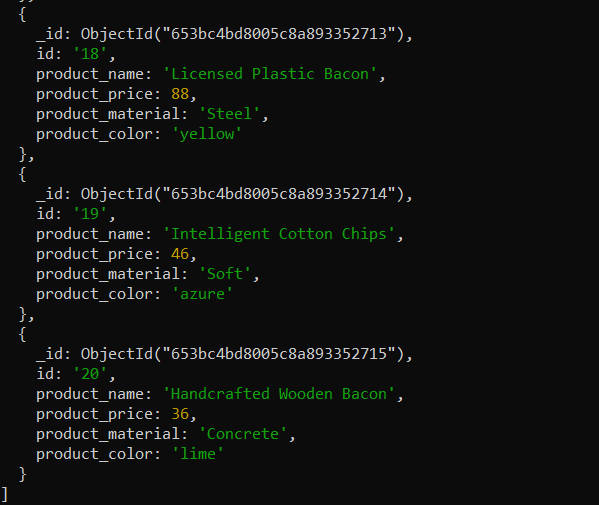 },
{
_id: ObjectId("653bc4bd8005c8a893352713"),
id: '18',
product_name: 'Licensed Plastic Bacon',
product_price: 88,
product_material: 'Steel',
product_color: 'yellow'
},
{
_id: ObjectId("653bc4bd8005c8a893352714"),
id: '19',
product_name: 'Intelligent Cotton Chips',
product_price: 46,
product_material: 'Soft',
product_color: 'azure'
},
{
_id: ObjectId("653bc4bd8005c8a893352715"),
id: '20',
product_name: 'Handcrafted Wooden Bacon',
product_price: 36,
product_material: 'Concrete',
product_color: 'lime'
}
]